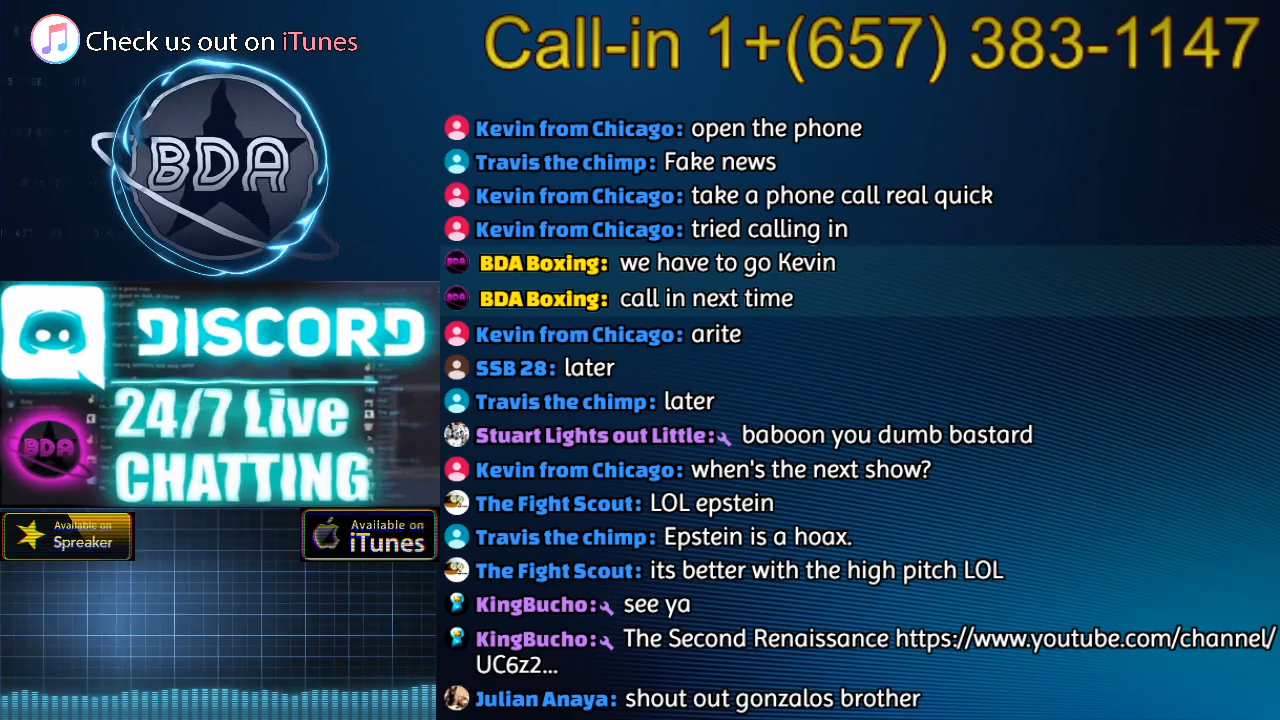 Check us out on iTunes
Call-in 1+(657) 383-1147
BDA
Kevin from Chicago: open the phone
Travis the chimp: Fake news
Kevin from Chicago: take a phone call real quick
Kevin from Chicago: tried calling in
BDA Boxing: we have to go Kevin
BDA Boxing: call in next time
Kevin from Chicago: arite
SSB 28: later
Travis the chimp: later
Stuart Lights out Little: baboon you dumb bastard
Kevin from Chicago: when's the next show?
The Fight Scout: LOL epstein
Travis the chimp: Epstein is a hoax.
The Fight Scout: its better with the high pitch LOL
KingBucho: see ya
KingBucho: The Second Renaissance https://www.youtube.com/channel/
UC6z2...
Julian Anaya: shout out gonzalos brother
DISCORD
24/7 Live
CHATTING
BDA
Available on
Spreaker
Available on
iTunes